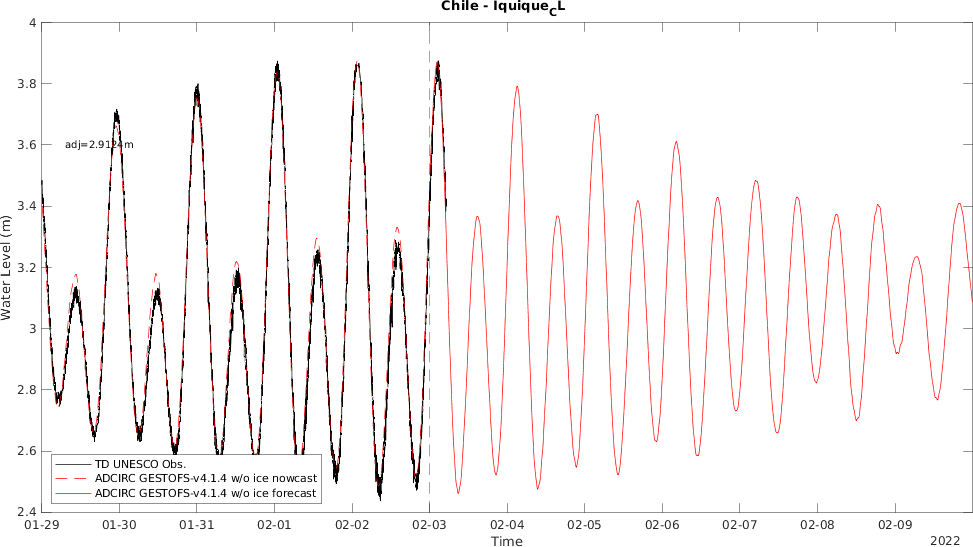 Chile - Iquique_CL
4
3.8
3.6
3.4
3.2
3
2.8
2.6
2.4
Water Level (m)
adj=2.9124m
TD UNESCO Obs.
ADCIRC GESTOFS-v4.1.4 w/o ice nowcast
ADCIRC GESTOFS-v4.1.4 w/o ice forecast
01-29 01-30 01-31 02-01 02-02 02-03 02-04 02-05 02-06 02-07 02-08 02-09
Time
2022